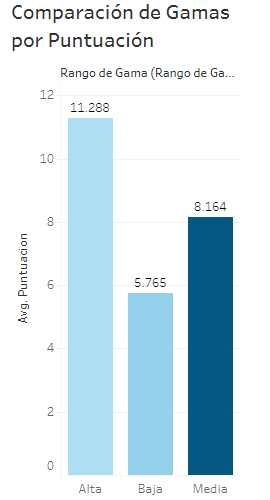 Comparación de Gamas
por Puntuación
Rango de Gama (Rango de Ga...
12
10
8
6
4
2
0
Avg. Puntuacion
11.288
5.765
8.164
Alta
Baja
Media